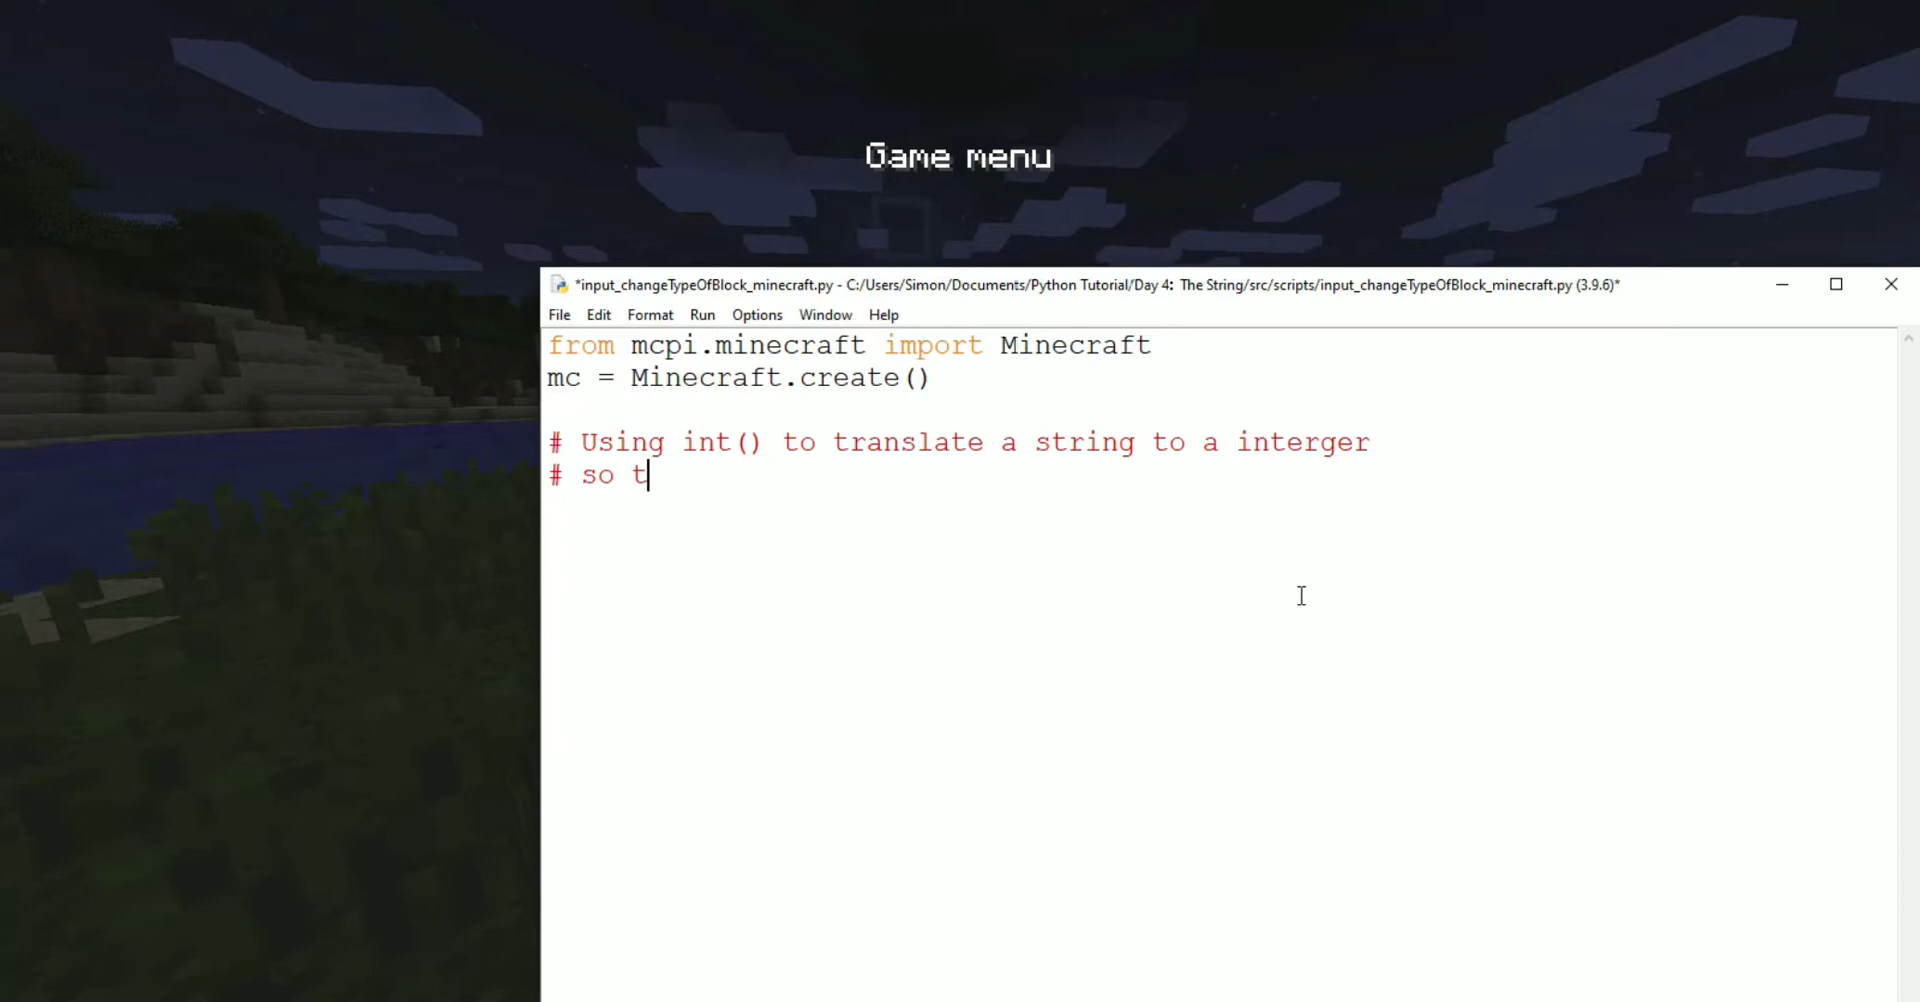 Game menu
*input_changeTypeOfBlock_minecraft.py - C:/Users/Simon/Documents/Python Tutorial/Day 4: The String/src/scripts/input_changeTypeOfBlock_minecraft.py (3.9.6)*
File Edit Format Run Options Window Help
from mcpi.minecraft import Minecraft
mc = Minecraft.create()
# Using int() to translate a string to a interger
# so t